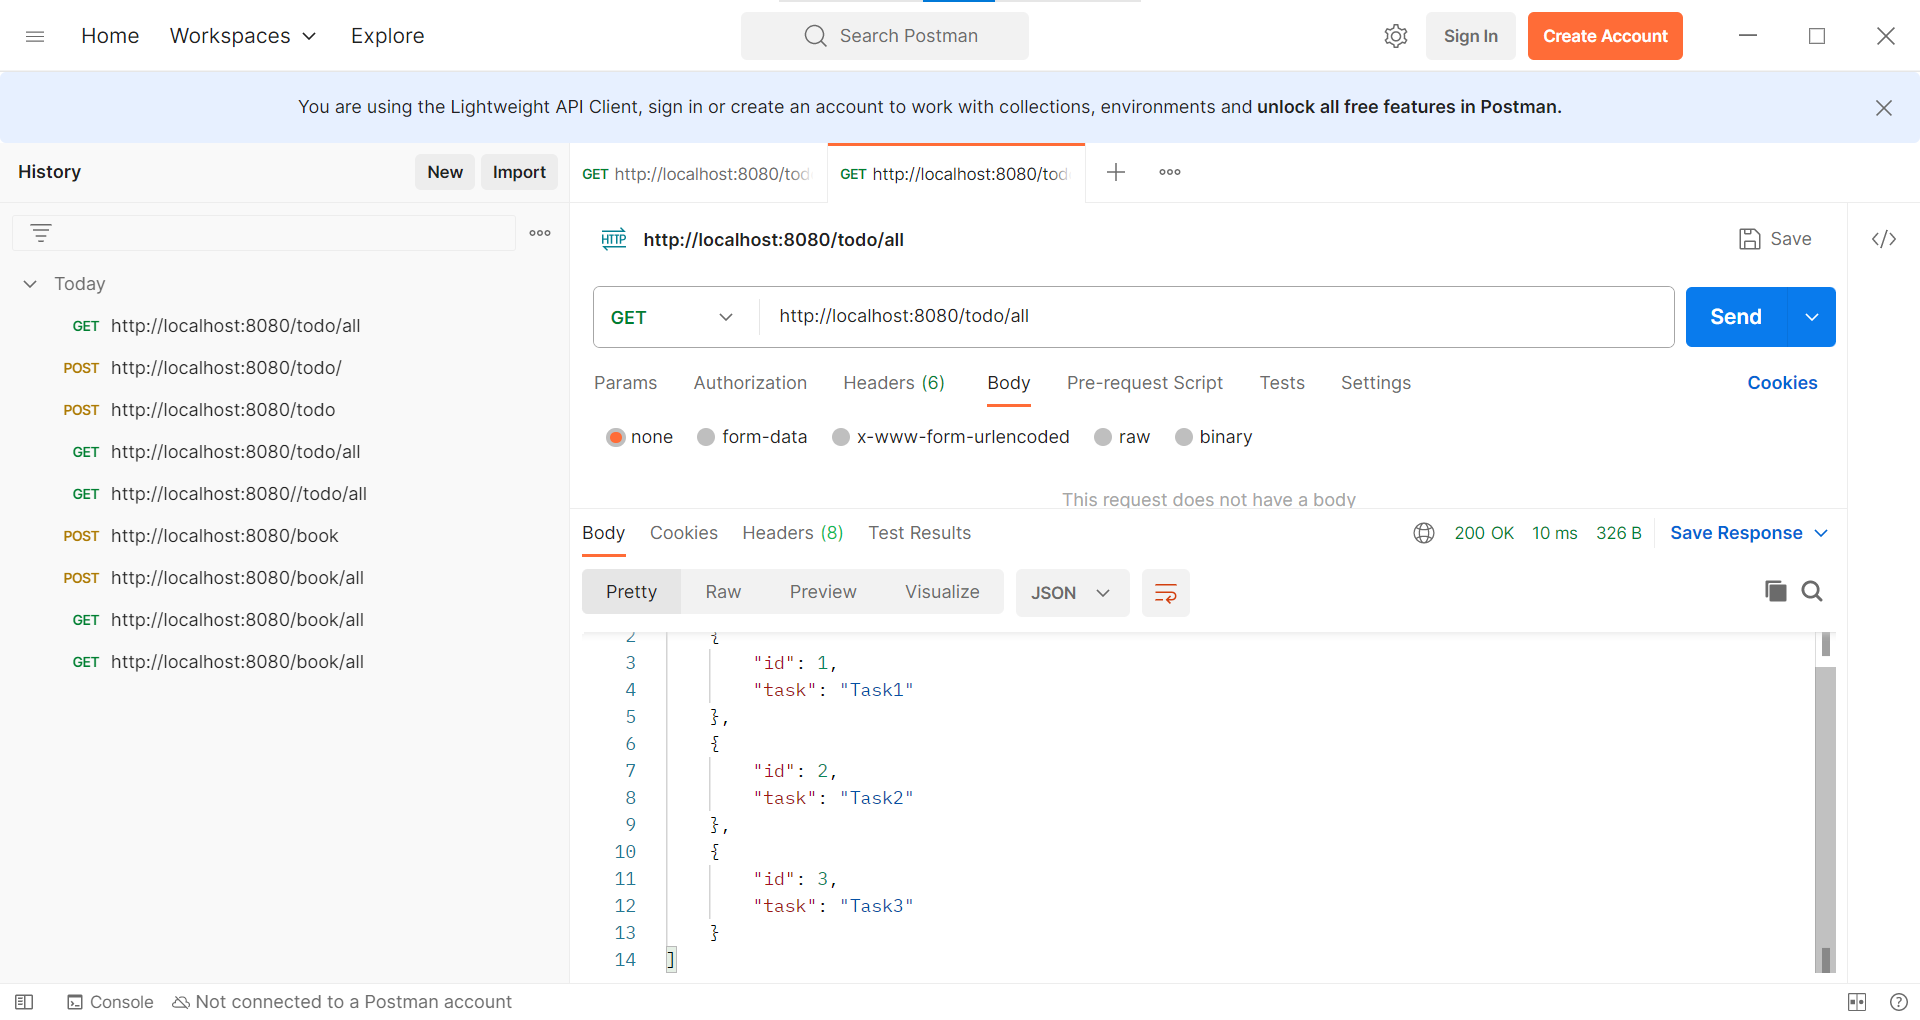 Home Workspaces Explore Search Postman Sign In Create Account
You are using the Lightweight API Client, sign in or create an account to work with collections, environments and unlock all free features in Postman.
History New Import
GET http://localhost:8080/tod GET http://localhost:8080/tod
HTTP http://localhost:8080/todo/all Save </>
Today
GET http://localhost:8080/todo/all
POST http://localhost:8080/todo/
POST http://localhost:8080/todo
GET http://localhost:8080/todo/all
GET http://localhost:8080//todo/all
POST http://localhost:8080/book
POST http://localhost:8080/book/all
GET http://localhost:8080/book/all
GET http://localhost:8080/book/all
GET http://localhost:8080/todo/all Send
Params Authorization Headers (6) Body Pre-request Script Tests Settings Cookies
none form-data x-www-form-urlencoded raw binary
This request does not have a body
Body Cookies Headers (8) Test Results 200 OK 10 ms 326 B Save Response
Pretty Raw Preview Visualize JSON
2 {
3 "id": 1,
4 "task": "Task1"
5 },
6 {
7 "id": 2,
8 "task": "Task2"
9 },
10 {
11 "id": 3,
12 "task": "Task3"
13 }
14 ]
Console Not connected to a Postman account